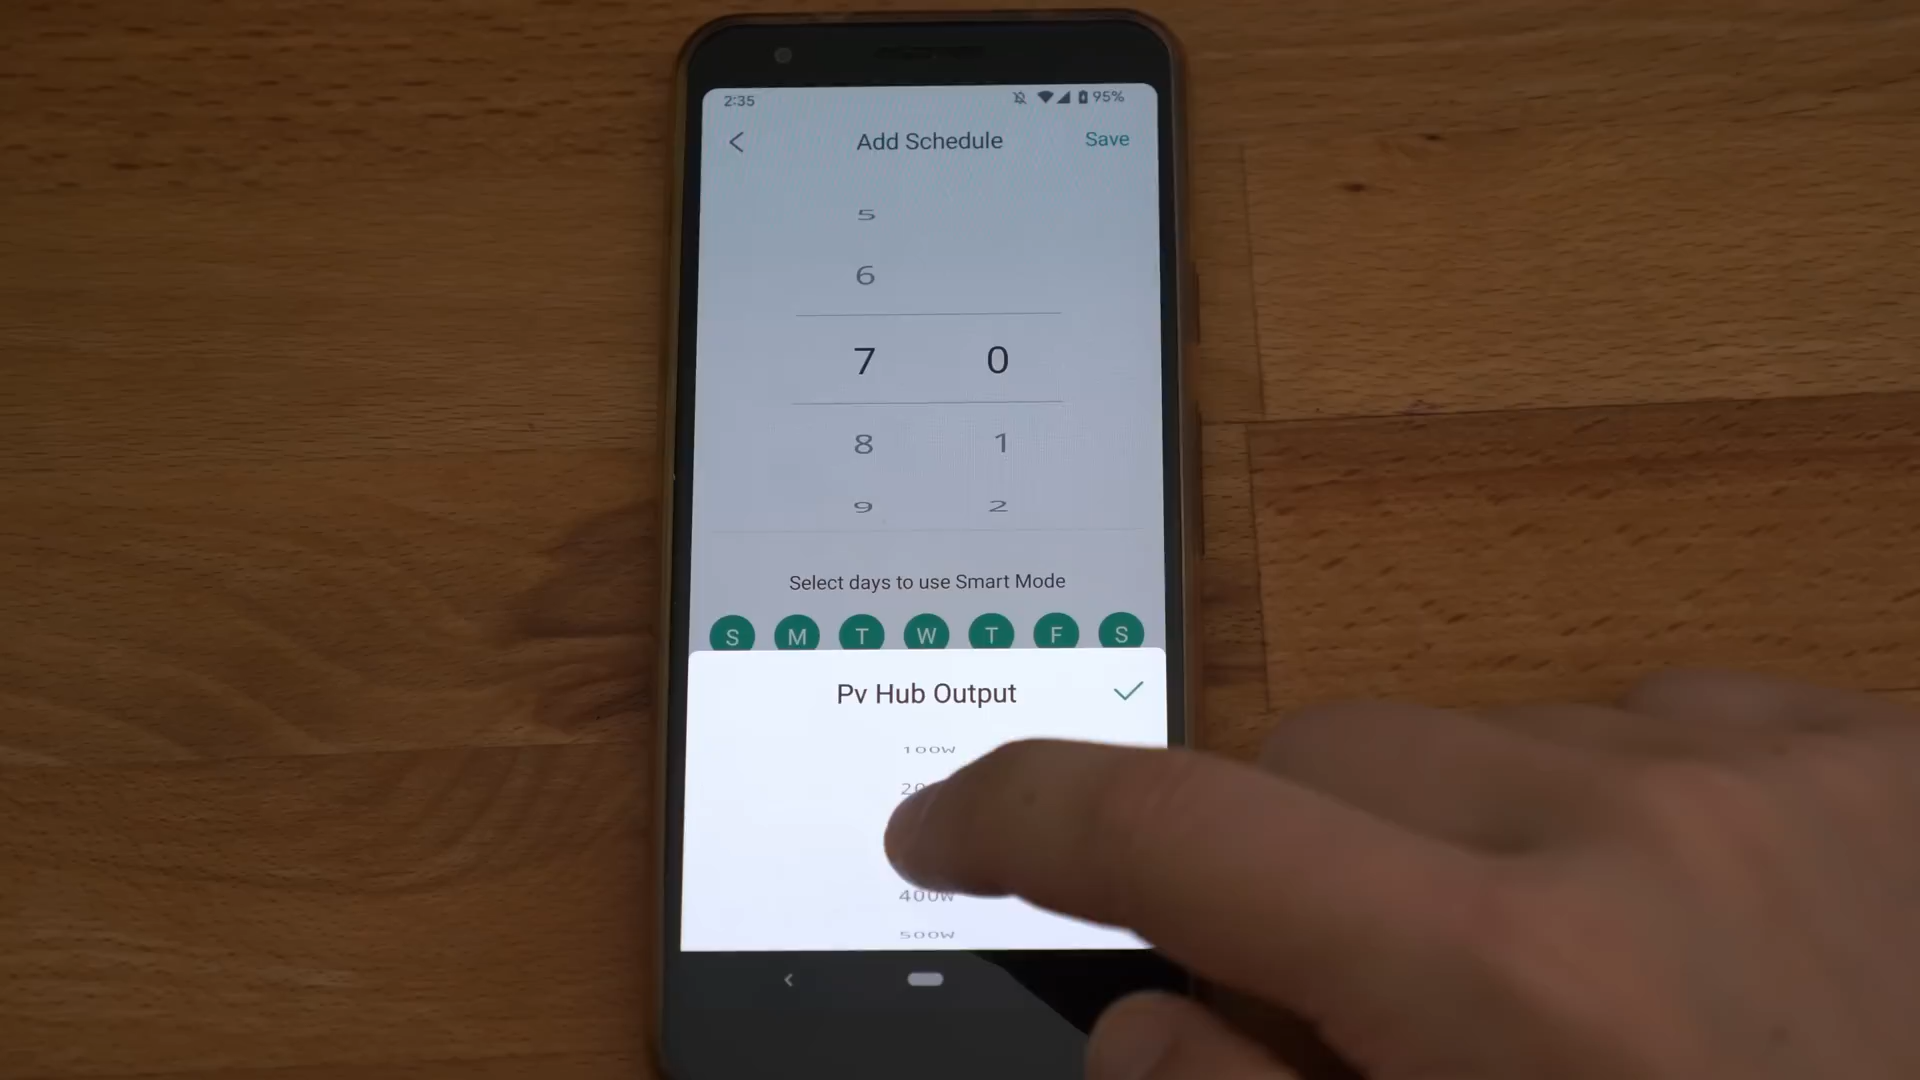 2:35 95%
Add Schedule Save
5
6
7 0
8 1
9 2
Select days to use Smart Mode
S M T W T F S
Pv Hub Output
100W
400W
500W